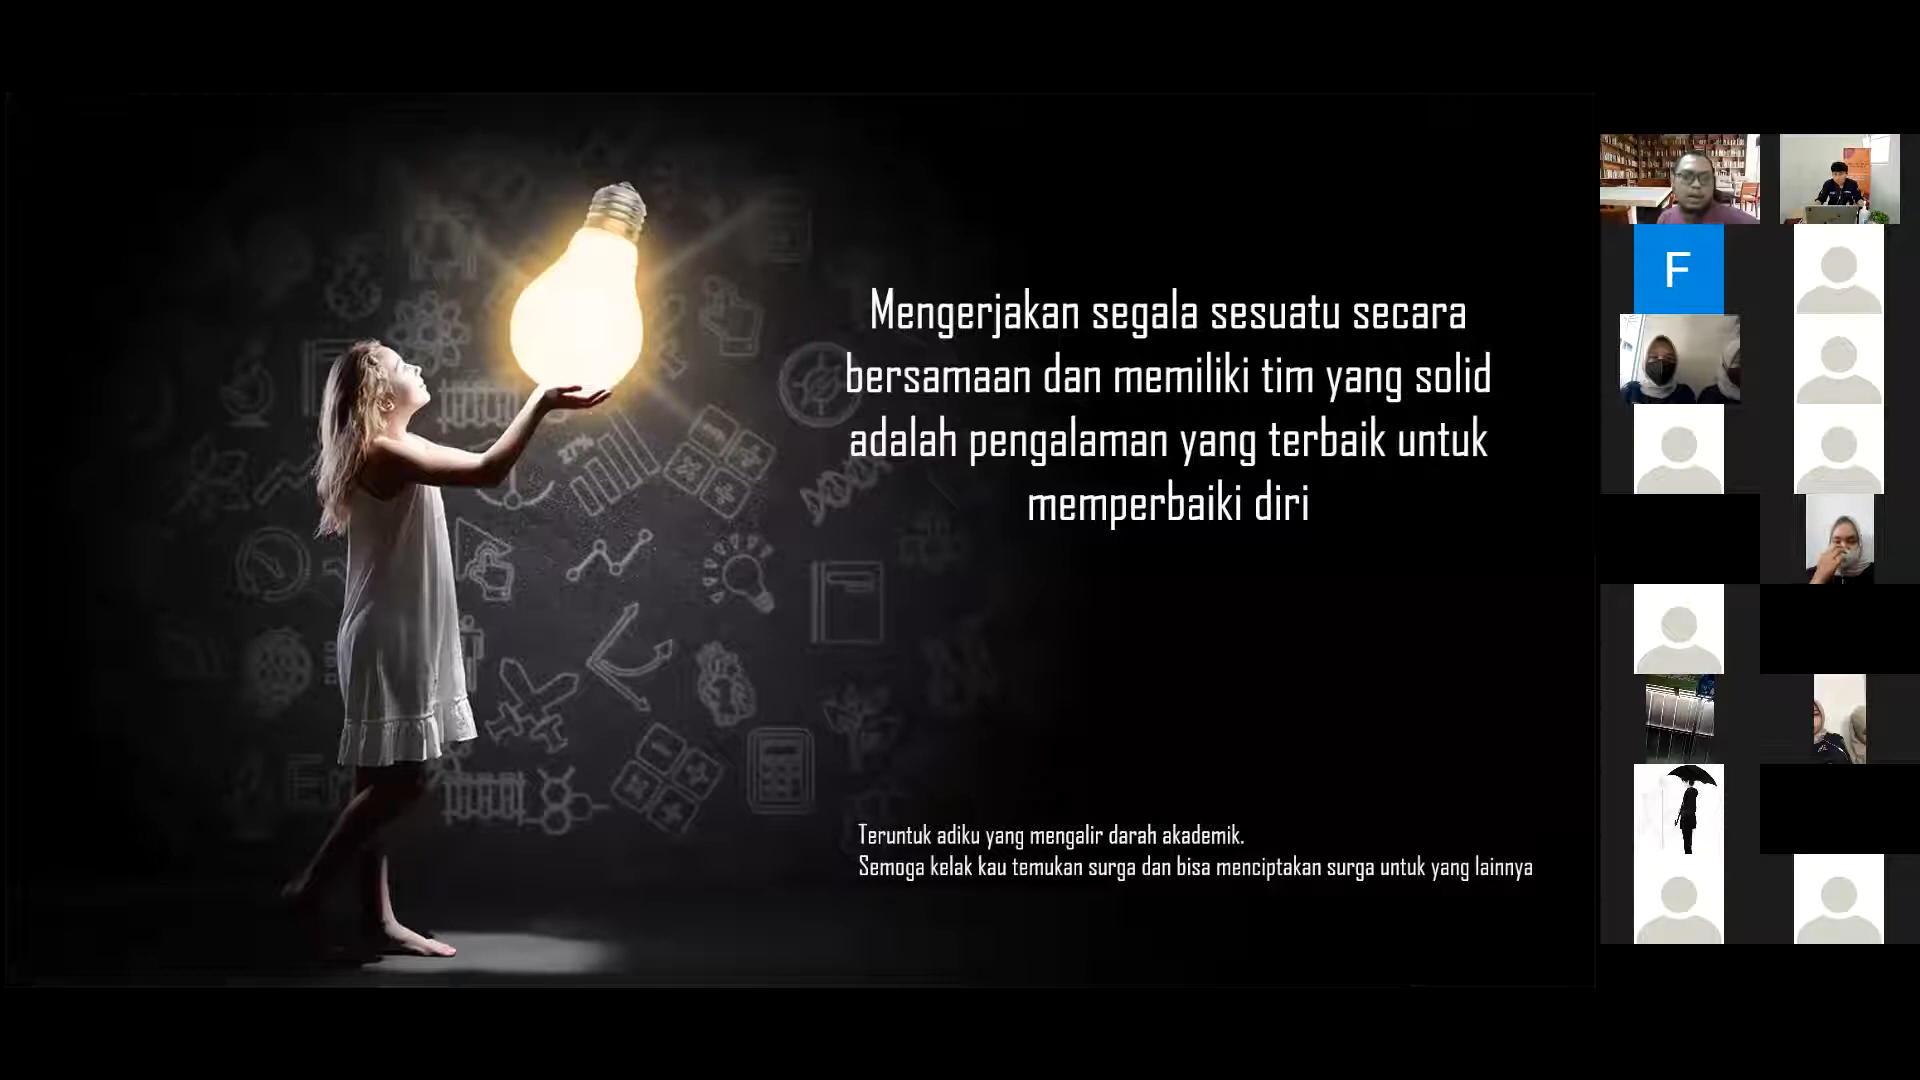 Mengerjakan segala sesuatu secara
bersamaan dan memiliki tim yang solid
adalah pengalaman yang terbaik untuk
memperbaiki diri
Teruntuk adiku yang mengalir darah akademik.
Semoga kelak kau temukan surga dan bisa menciptakan surga untuk yang lainnya
F
27%